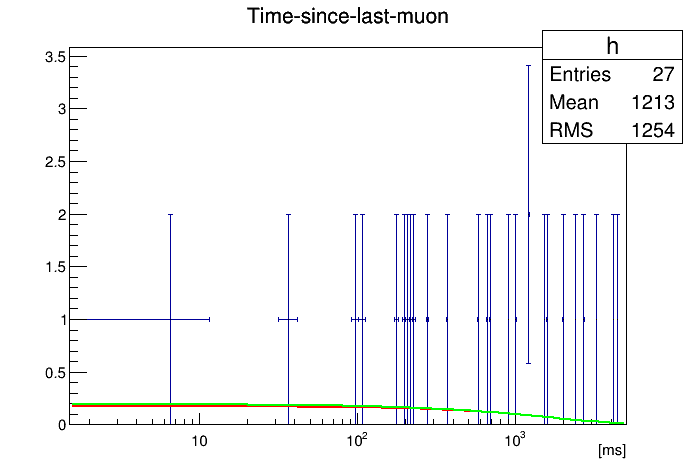 Time-since-last-muon
h
Entries 27
Mean 1213
RMS 1254
3.5
3
2.5
2
1.5
1
0.5
0
10
10²
10³
[ms]